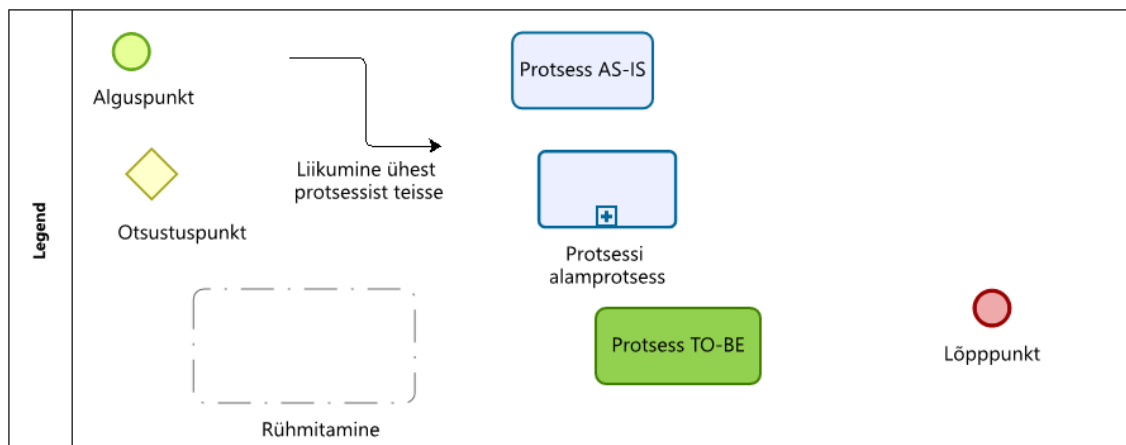 Legend
Alguspunkt
Protsess AS-IS
Liikumine ühest
protsessist teisse
Otsustuspunkt
Protsessi
alamprotsess
Protsess TO-BE
Lõpppunkt
Rühmitamine